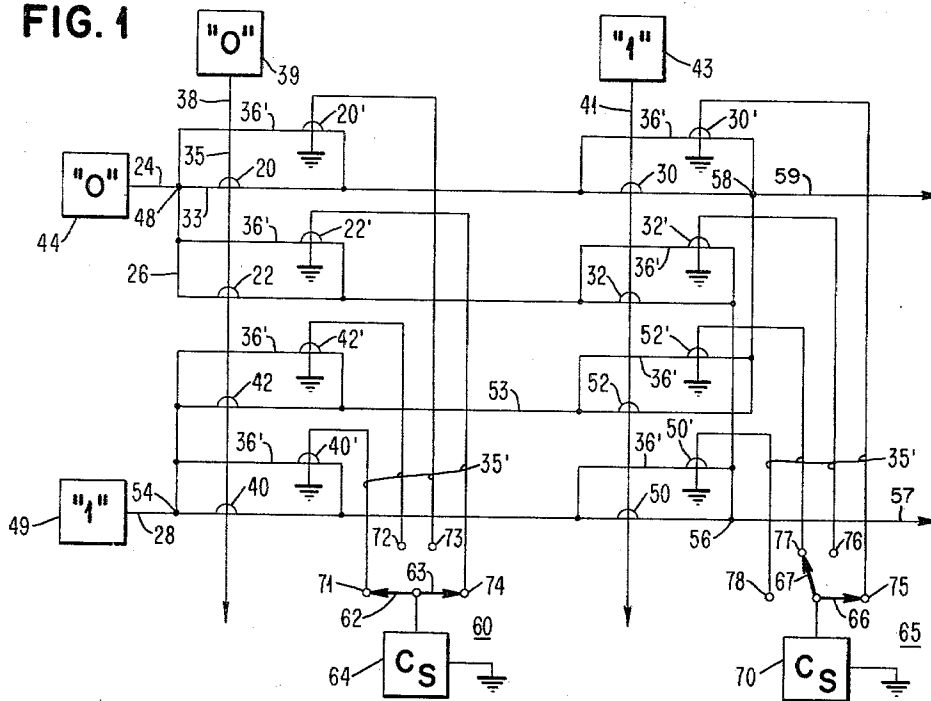 FIG. 1
"O" 39
"1" 43
38 41
36' 20' 36' 30'
35 20
"O" 44 24 48 33 30 58 59
36' 22' 32' 36'
26 22 32
36' 42' 52' 36'
42 53 52
36' 40' 35' 36' 50' 35'
"1" 49 28 54 40 50 56 57
72 73 77 76
71 63 74 78 67 75
62 60 66 65
64 C S 70 C S